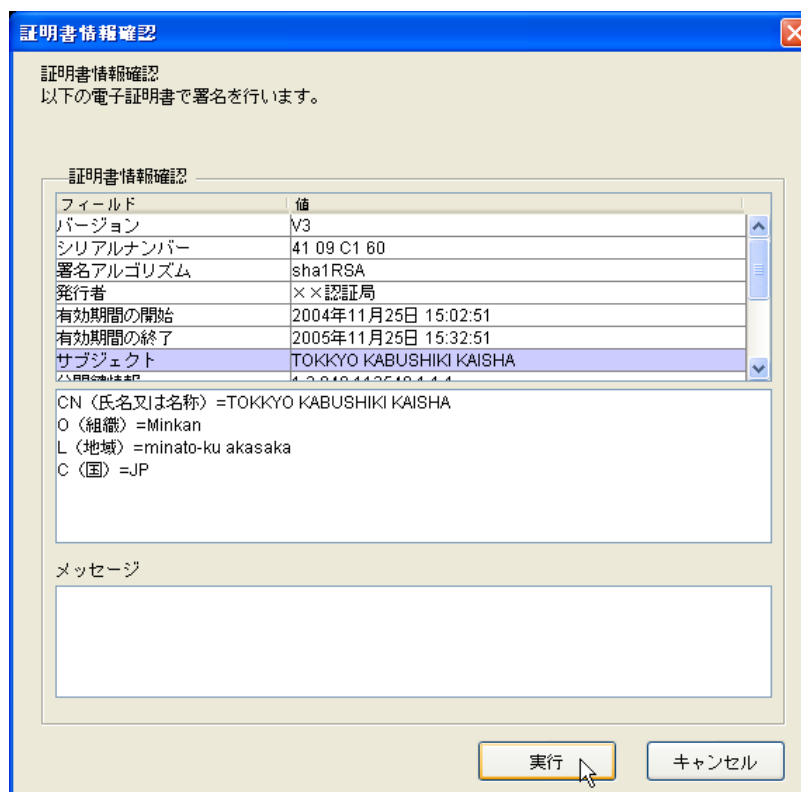 証明書情報確認
証明書情報確認
以下の電子証明書で署名を行います。
証明書情報確認
フィールド 値
バージョン V3
シリアルナンバー 41 09 C1 60
署名アルゴリズム sha1RSA
発行者 ××認証局
有効期間の開始 2004年11月25日 15:02:51
有効期間の終了 2005年11月25日 15:32:51
サブジェクト TOKKYO KABUSHIKI KAISHA
CN（氏名又は名称）=TOKKYO KABUSHIKI KAISHA
O（組織）=Minkan
L（地域）=minato-ku akasaka
C（国）=JP
メッセージ
実行 キャンセル